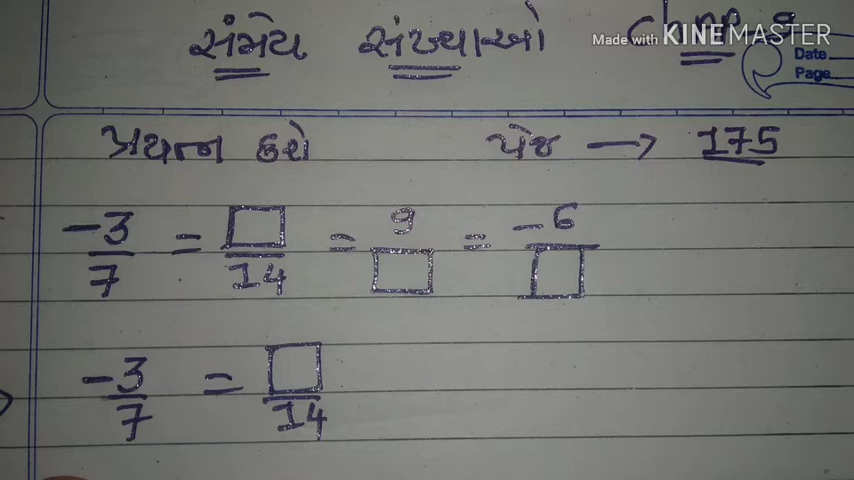 સંમેય સંખ્યાઓ
Made with KINEMASTER
Date
Page
પ્રયત્ન કરો પેજ → 175
-3/7 = □/14 = 9/□ = -6/□
-3/7 = □/14